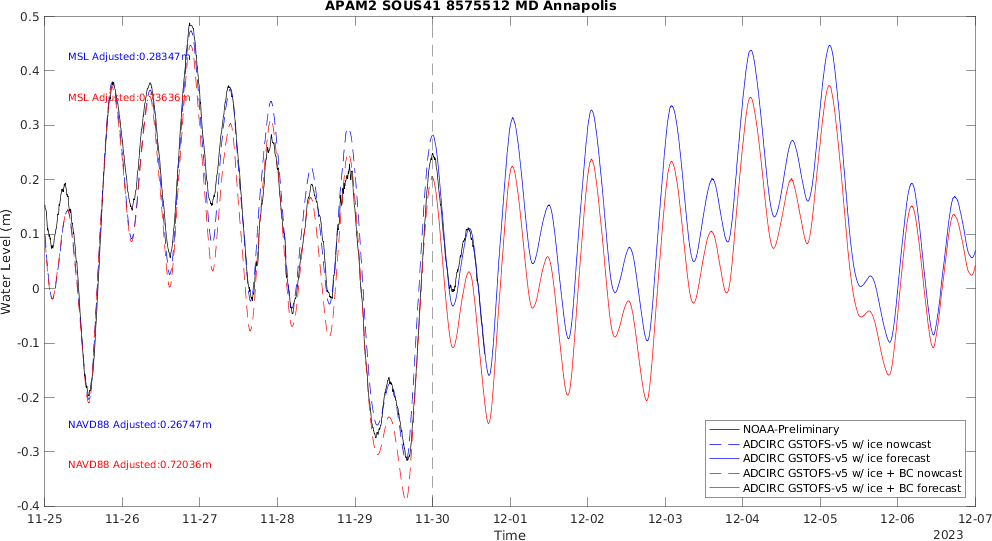 APAM2 SOUS41 8575512 MD Annapolis
0.5
MSL Adjusted:0.28347m
0.4
MSL Adjusted:0.73636m
0.3
0.2
0.1
0
-0.1
-0.2
NAVD88 Adjusted:0.26747m
-0.3
NAVD88 Adjusted:0.72036m
-0.4
Water Level (m)
NOAA-Preliminary
ADCIRC GSTOFS-v5 w/ ice nowcast
ADCIRC GSTOFS-v5 w/ ice forecast
ADCIRC GSTOFS-v5 w/ ice + BC nowcast
ADCIRC GSTOFS-v5 w/ ice + BC forecast
11-25 11-26 11-27 11-28 11-29 11-30 12-01 12-02 12-03 12-04 12-05 12-06 12-07
Time
2023